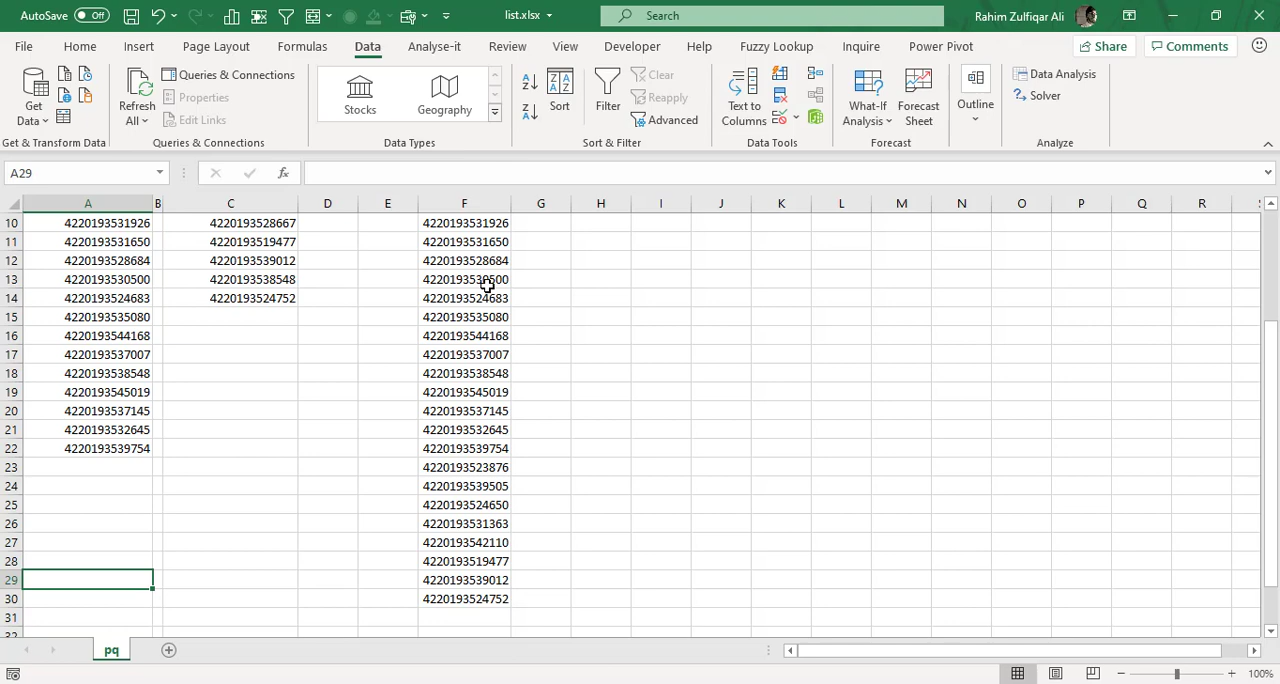 AutoSave Off list.xlsx Search Rahim Zulfiqar Ali
File Home Insert Page Layout Formulas Data Analyse-it Review View Developer Help Fuzzy Lookup Inquire Power Pivot Share Comments
Get Data
Refresh All
Queries & Connections
Properties
Edit Links
Stocks
Geography
Sort
Filter
Clear
Reapply
Advanced
Text to Columns
What-If Analysis
Forecast Sheet
Outline
Data Analysis
Solver
Get & Transform Data Queries & Connections Data Types Sort & Filter Data Tools Forecast Analyze
A29 fx
A B C D E F G H I J K L M N O P Q R
10 4220193531926 4220193528667 4220193531926
11 4220193531650 4220193519477 4220193531650
12 4220193528684 4220193539012 4220193528684
13 4220193530500 4220193538548 4220193530500
14 4220193524683 4220193524752 4220193524683
15 4220193535080 4220193535080
16 4220193544168 4220193544168
17 4220193537007 4220193537007
18 4220193538548 4220193538548
19 4220193545019 4220193545019
20 4220193537145 4220193537145
21 4220193532645 4220193532645
22 4220193539754 4220193539754
23 4220193523876
24 4220193539505
25 4220193524650
26 4220193531363
27 4220193542110
28 4220193519477
29 4220193539012
30 4220193524752
31
32
pq
100%